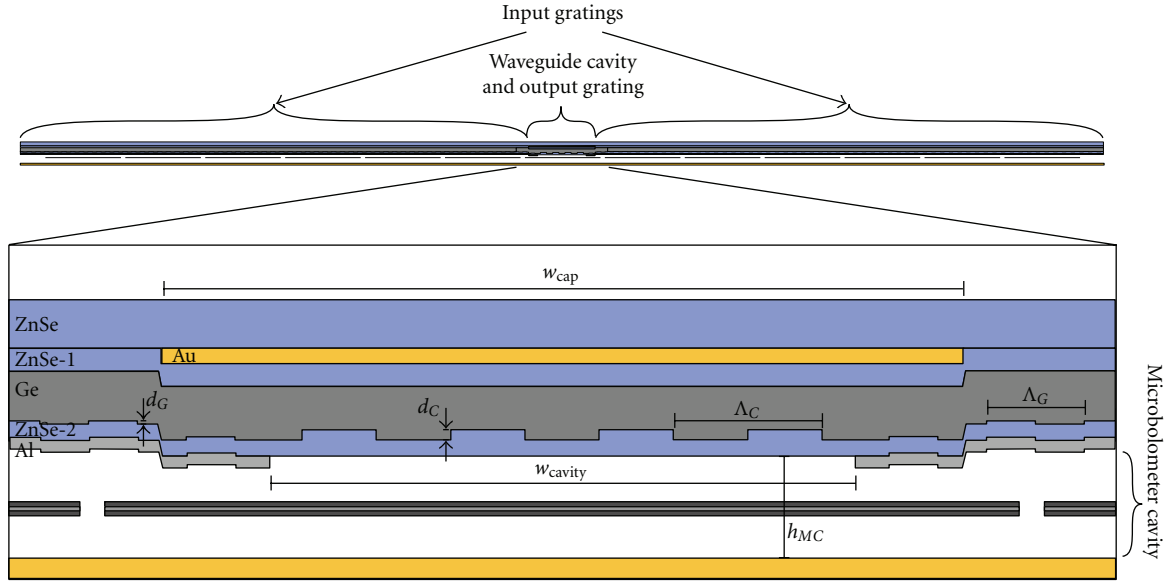 Input gratings
Waveguide cavity
and output grating
w_cap
ZnSe
ZnSe-1
Au
Ge
d_G
d_C
Λ_C
Λ_G
ZnSe-2
Al
w_cavity
h_MC
Microbolometer cavity